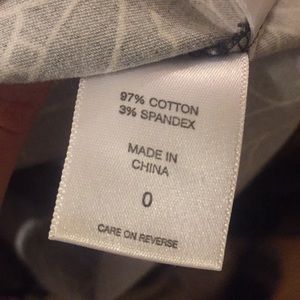 97% COTTON
3% SPANDEX
MADE IN
CHINA
0
CARE ON REVERSE